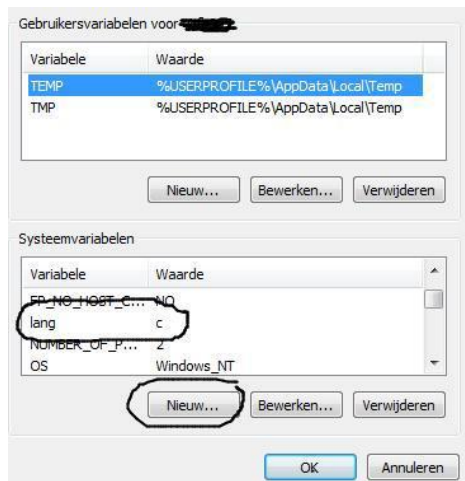 Gebruikersvariabelen voor
Variabele Waarde
TEMP %USERPROFILE%\AppData\Local\Temp
TMP %USERPROFILE%\AppData\Local\Temp
Nieuw... Bewerken... Verwijderen
Systeemvariabelen
Variabele Waarde
FP_NO_HOST_C... NO
lang c
NUMBER_OF_P... 2
OS Windows_NT
Nieuw... Bewerken... Verwijderen
OK Annuleren